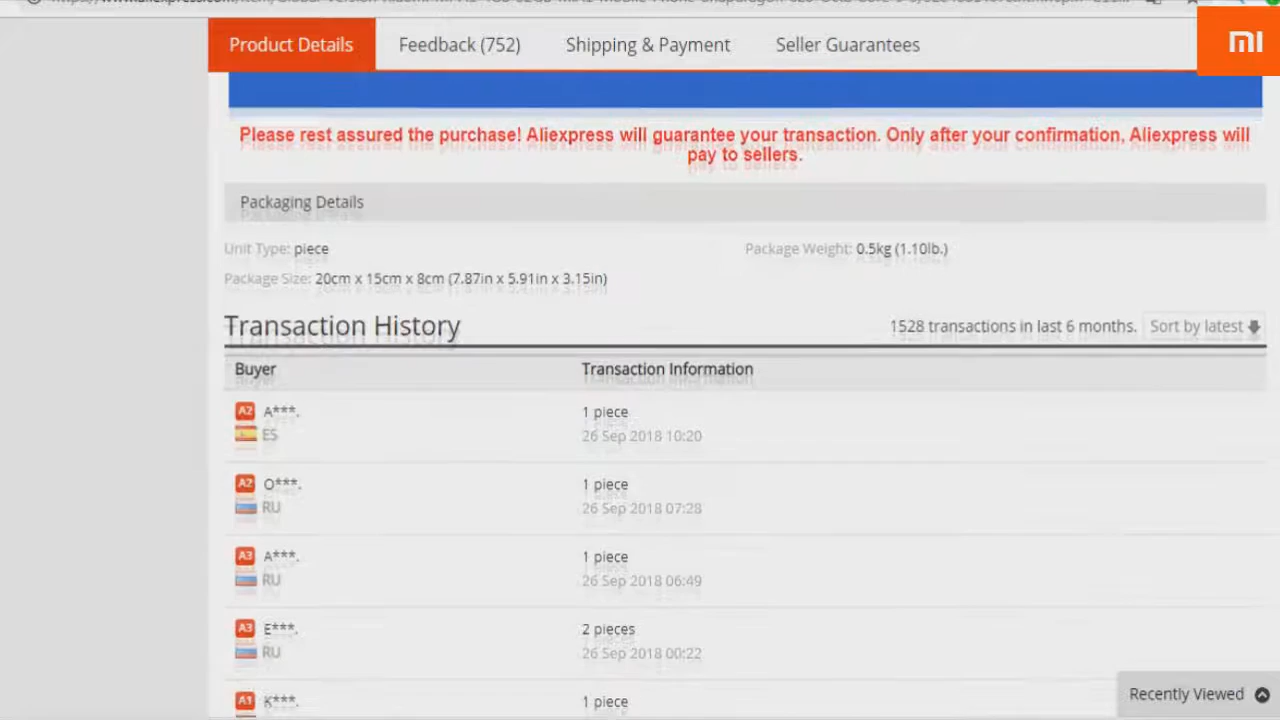 Product Details
Feedback (752)
Shipping & Payment
Seller Guarantees
mi
Please rest assured the purchase! Aliexpress will guarantee your transaction. Only after your confirmation, Aliexpress will
pay to sellers.
Packaging Details
Unit Type: piece
Package Weight: 0.5kg (1.10lb.)
Package Size: 20cm x 15cm x 8cm (7.87in x 5.91in x 3.15in)
Transaction History
1528 transactions in last 6 months.
Sort by latest
Buyer
Transaction Information
A2 A***.
1 piece
ES
26 Sep 2018 10:20
A2 O***.
1 piece
RU
26 Sep 2018 07:28
A3 A***.
1 piece
RU
26 Sep 2018 06:49
A3 E***.
2 pieces
RU
26 Sep 2018 00:22
A1 K***.
1 piece
Recently Viewed